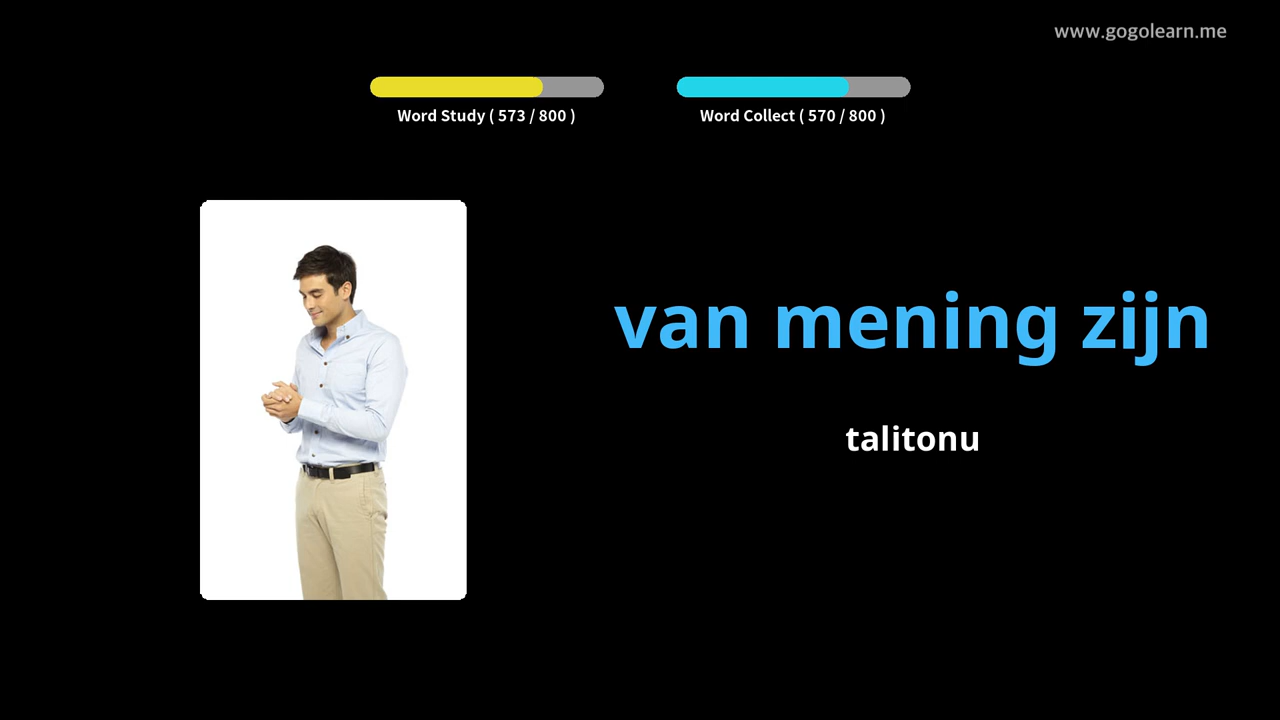 www.gogolearn.me
Word Study ( 573 / 800 )
Word Collect ( 570 / 800 )
van mening zijn
talitonu